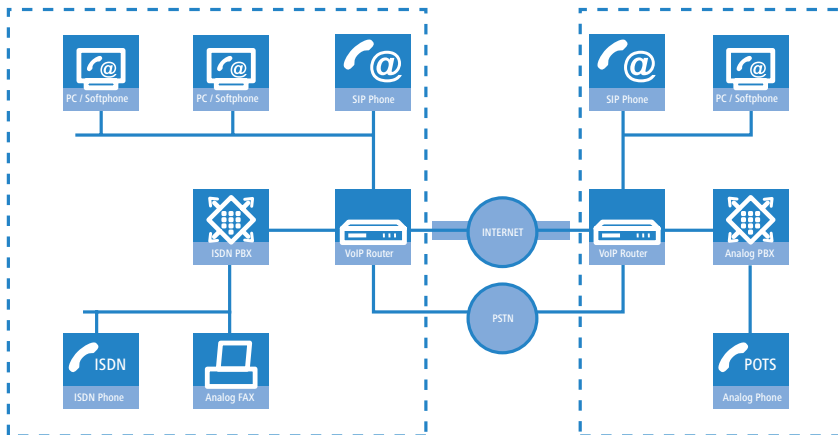 @
PC / Softphone
@
PC / Softphone
@
SIP Phone
@
SIP Phone
@
PC / Softphone
ISDN PBX
VoIP Router
INTERNET
VoIP Router
Analog PBX
PSTN
ISDN
ISDN Phone
Analog FAX
POTS
Analog Phone